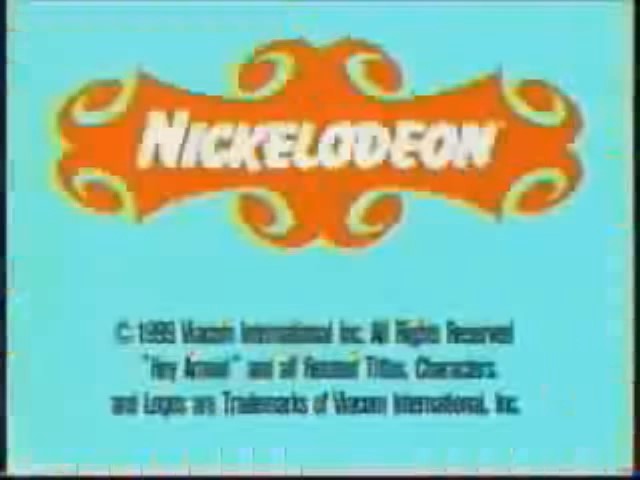 NICKELODEON
© 1999 Viacom International Inc. All Rights Reserved
"Hey Arnold" and all Related Titles, Characters
and Logos are Trademarks of Viacom International, Inc.